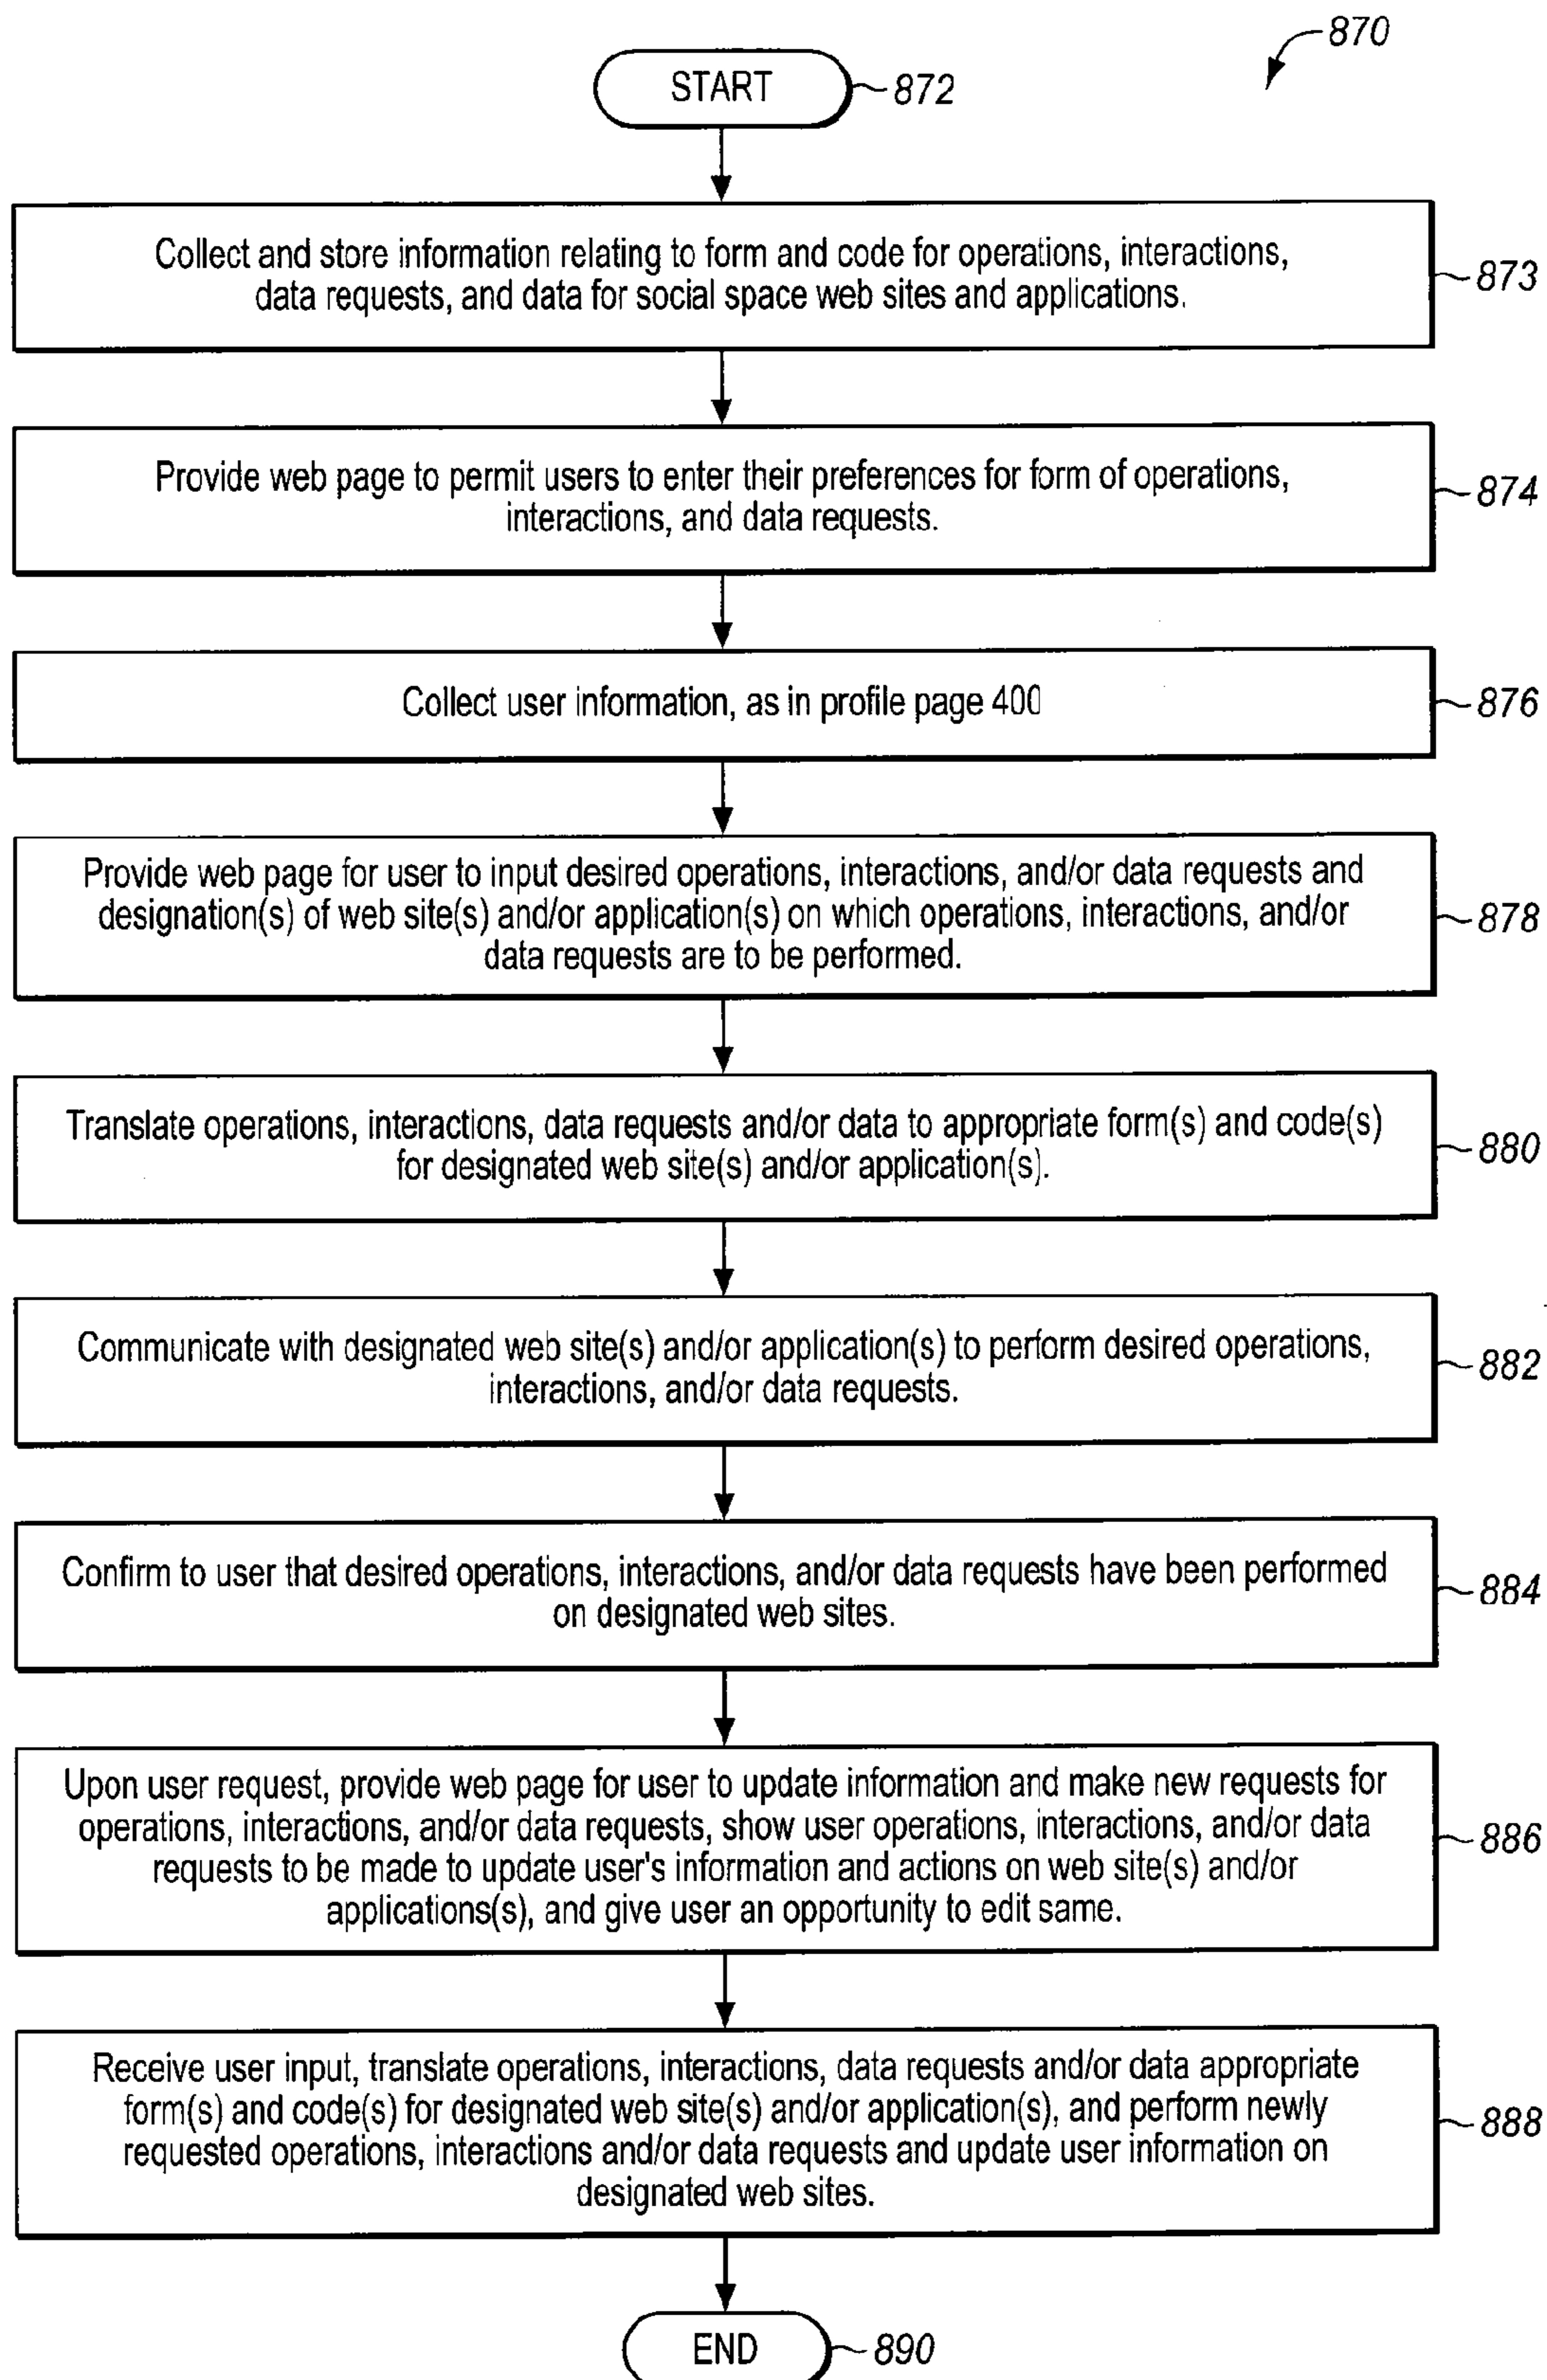 870
START 872
Collect and store information relating to form and code for operations, interactions,
data requests, and data for social space web sites and applications.
873
Provide web page to permit users to enter their preferences for form of operations,
interactions, and data requests.
874
Collect user information, as in profile page 400
876
Provide web page for user to input desired operations, interactions, and/or data requests and
designation(s) of web site(s) and/or application(s) on which operations, interactions, and/or
data requests are to be performed.
878
Translate operations, interactions, data requests and/or data to appropriate form(s) and code(s)
for designated web site(s) and/or application(s).
880
Communicate with designated web site(s) and/or application(s) to perform desired operations,
interactions, and/or data requests.
882
Confirm to user that desired operations, interactions, and/or data requests have been performed
on designated web sites.
884
Upon user request, provide web page for user to update information and make new requests for
operations, interactions, and/or data requests, show user operations, interactions, and/or data
requests to be made to update user's information and actions on web site(s) and/or
applications(s), and give user an opportunity to edit same.
886
Receive user input, translate operations, interactions, data requests and/or data appropriate
form(s) and code(s) for designated web site(s) and/or application(s), and perform newly
requested operations, interactions and/or data requests and update user information on
designated web sites.
888
END 890